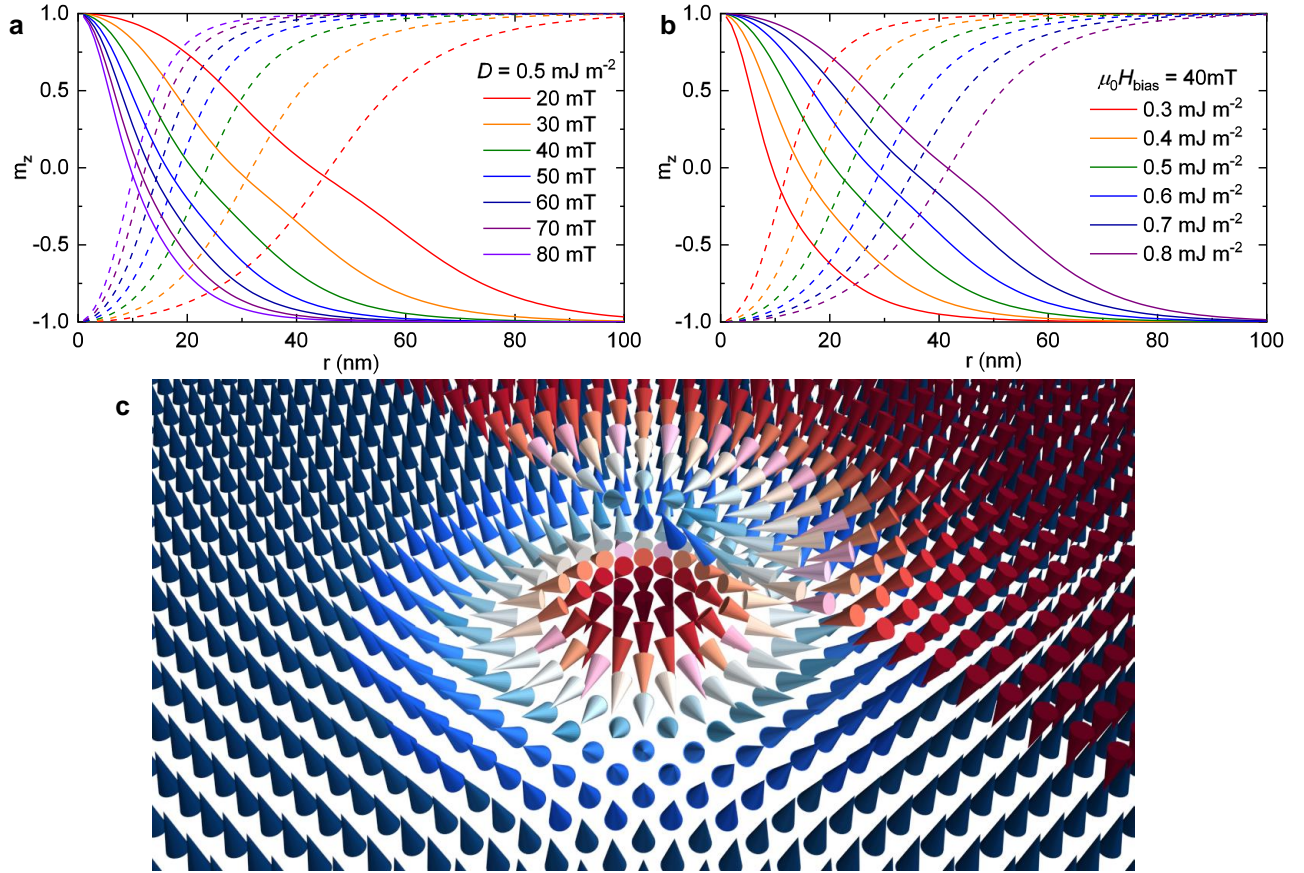 a
1.0
0.5
0.0
-0.5
-1.0
m_z
0 20 40 60 80 100
r (nm)
D = 0.5 mJ m⁻²
20 mT
30 mT
40 mT
50 mT
60 mT
70 mT
80 mT
b
1.0
0.5
0.0
-0.5
-1.0
m_z
0 20 40 60 80 100
r (nm)
μ₀H_bias = 40mT
0.3 mJ m⁻²
0.4 mJ m⁻²
0.5 mJ m⁻²
0.6 mJ m⁻²
0.7 mJ m⁻²
0.8 mJ m⁻²
c